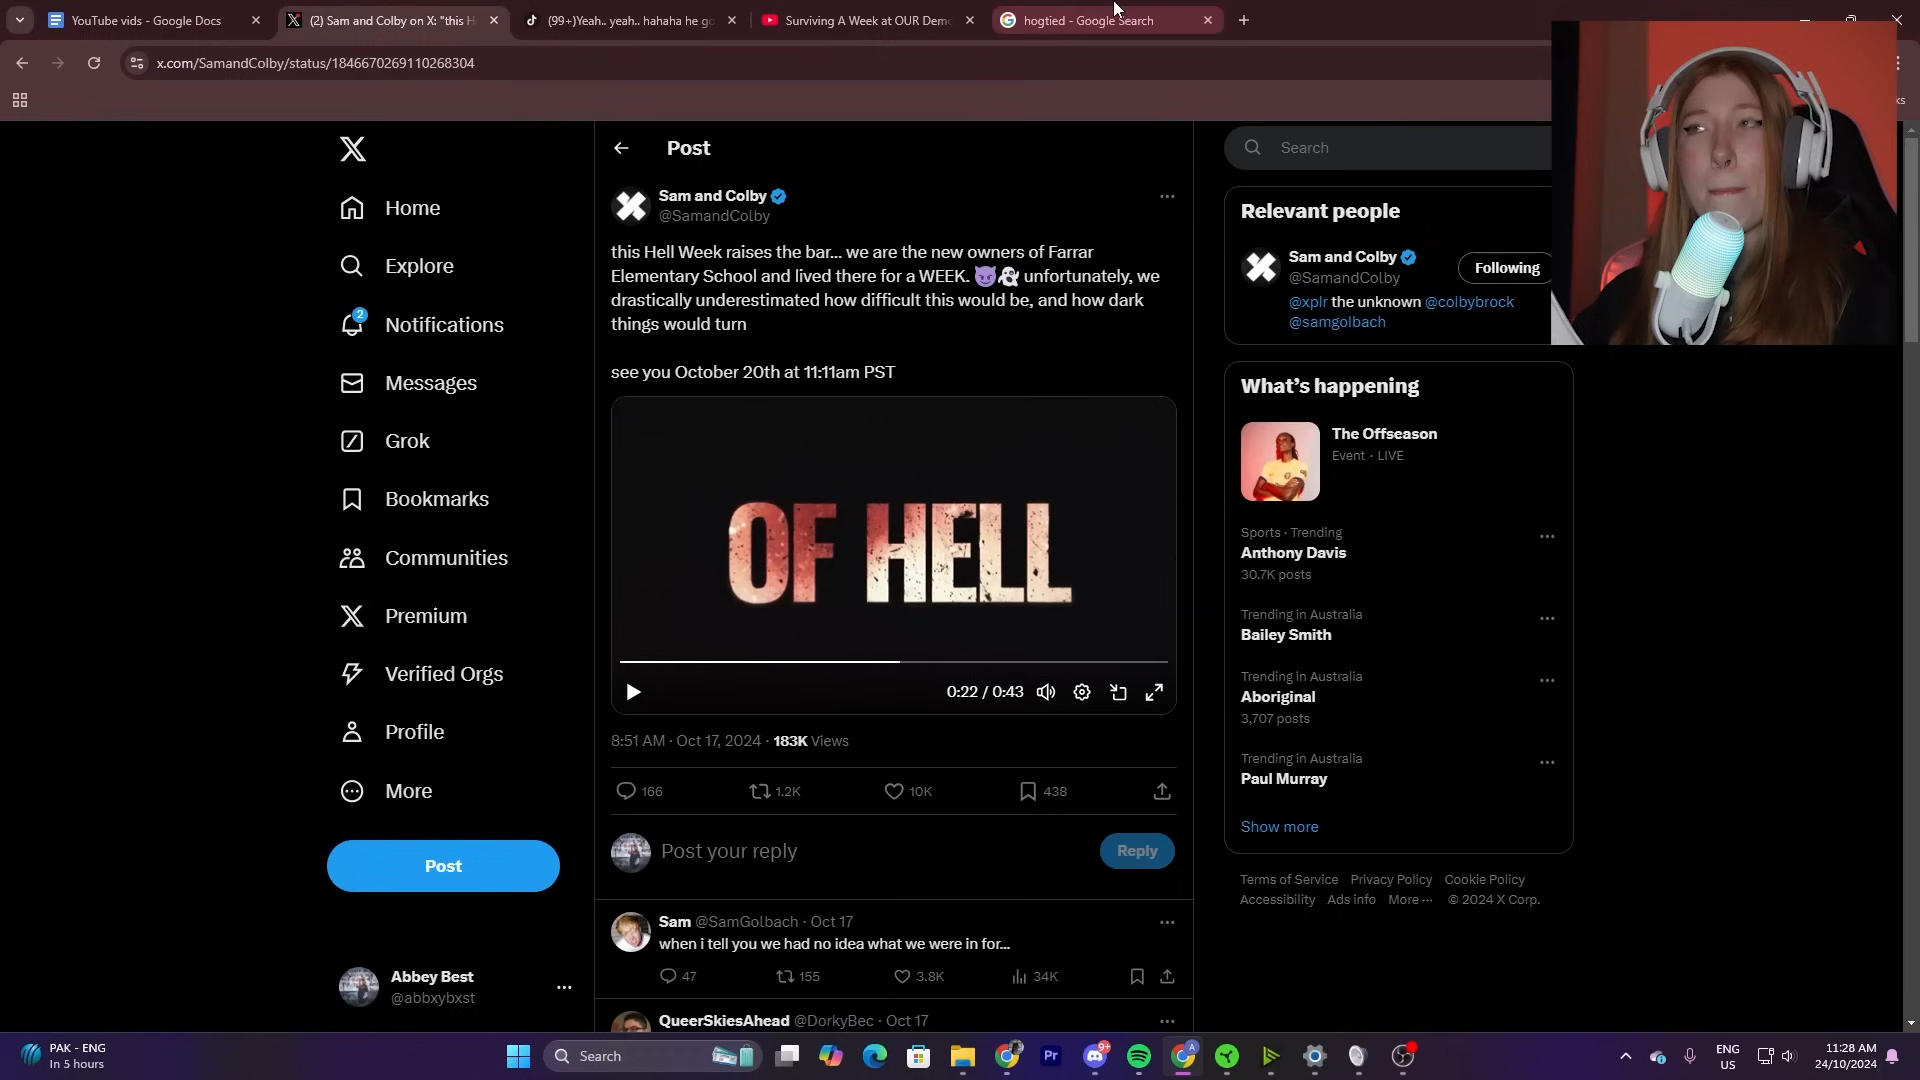 YouTube vids - Google Docs
(2) Sam and Colby on X: "this H
(99+)Yeah.. yeah.. hahaha he go
Surviving A Week at OUR Demo
hogtied - Google Search
x.com/SamandColby/status/1846670269110268304
Post
Search
Home
Explore
2
Notifications
Messages
Grok
Bookmarks
Communities
Premium
Verified Orgs
Profile
More
Post
Abbey Best
@abbxybxst
Sam and Colby
@SamandColby
this Hell Week raises the bar... we are the new owners of Farrar
Elementary School and lived there for a WEEK. 😈👻 unfortunately, we
drastically underestimated how difficult this would be, and how dark
things would turn
see you October 20th at 11:11am PST
OF HELL
0:22 / 0:43
8:51 AM · Oct 17, 2024 · 183K Views
166 1.2K 10K 438
Post your reply
Reply
Sam @SamGolbach · Oct 17
when i tell you we had no idea what we were in for...
47 155 3.8K 34K
QueerSkiesAhead @DorkyBec · Oct 17
Relevant people
Sam and Colby
@SamandColby
Following
@xplr the unknown @colbybrock
@samgolbach
What's happening
The Offseason
Event · LIVE
Sports · Trending
Anthony Davis
30.7K posts
Trending in Australia
Bailey Smith
Trending in Australia
Aboriginal
3,707 posts
Trending in Australia
Paul Murray
Show more
Terms of Service Privacy Policy Cookie Policy
Accessibility Ads info More ··· © 2024 X Corp.
PAK - ENG
In 5 hours
Search
Pr
9+
A
ENG
US
11:28 AM
24/10/2024